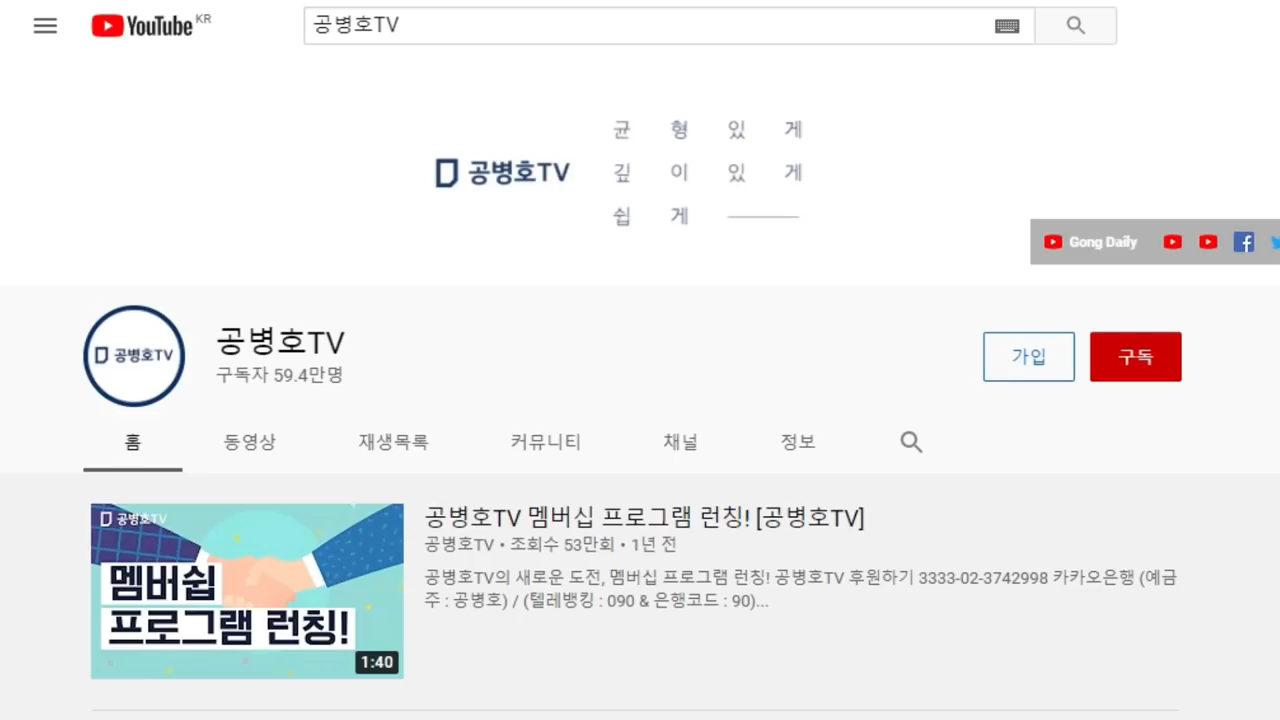 YouTube KR
공병호TV
균 형 있 게
공병호TV
깊 이 있 게
쉽 게
Gong Daily
공병호TV
공병호TV
구독자 59.4만명
가입
구독
홈 동영상 재생목록 커뮤니티 채널 정보
공병호TV
멤버쉽
프로그램 런칭!
1:40
공병호TV 멤버십 프로그램 런칭! [공병호TV]
공병호TV • 조회수 53만회 • 1년 전
공병호TV의 새로운 도전, 멤버십 프로그램 런칭! 공병호TV 후원하기 3333-02-3742998 카카오은행 (예금
주 : 공병호) / (텔레뱅킹 : 090 & 은행코드 : 90)...